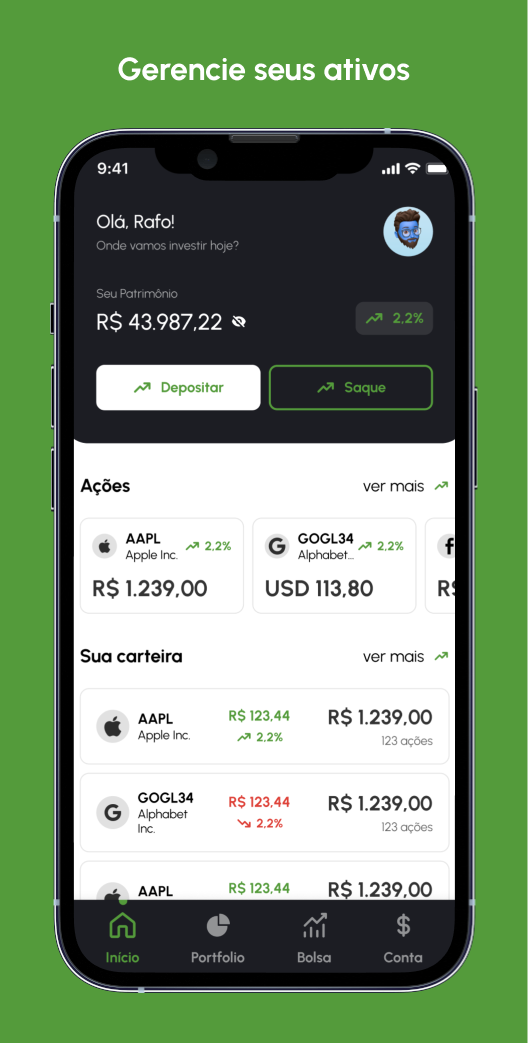 Gerencie seus ativos
9:41
Olá, Rafo!
Onde vamos investir hoje?
Seu Patrimônio
R$ 43.987,22
2,2%
Depositar
Saque
Ações
ver mais
AAPL
Apple Inc.
2,2%
R$ 1.239,00
GOGL34
Alphabet...
2,2%
USD 113,80
Sua carteira
ver mais
AAPL
Apple Inc.
R$ 123,44
2,2%
R$ 1.239,00
123 ações
GOGL34
Alphabet
Inc.
R$ 123,44
2,2%
R$ 1.239,00
123 ações
AAPL
R$ 123,44
R$ 1.239,00
Início
Portfolio
Bolsa
Conta